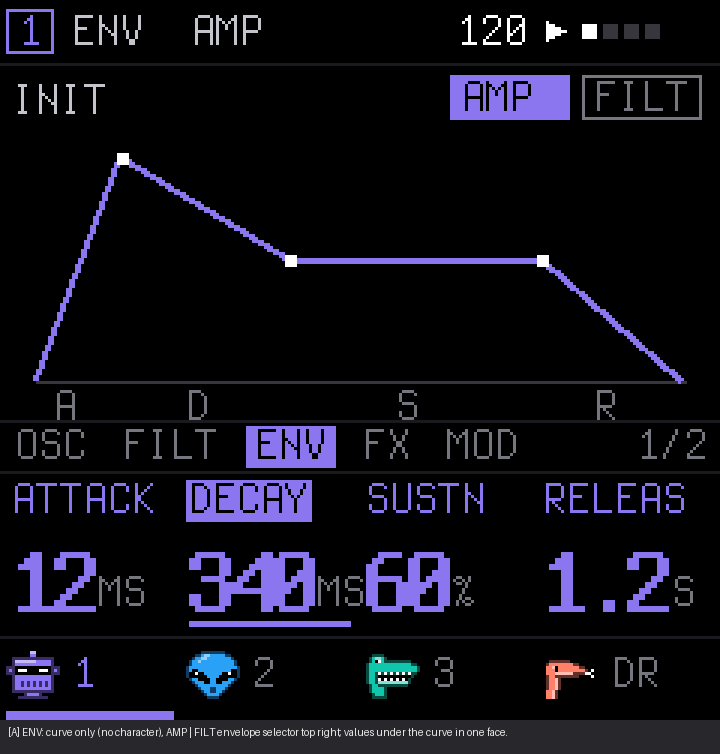 1 ENV AMP 120
INIT AMP FILT
A D S R
OSC FILT ENV FX MOD 1/2
ATTACK DECAY SUSTN RELEAS
12MS 340MS 60% 1.2S
1 2 3 DR
[A] ENV: curve only (no character), AMP | FILT envelope selector top right; values under the curve in one face.